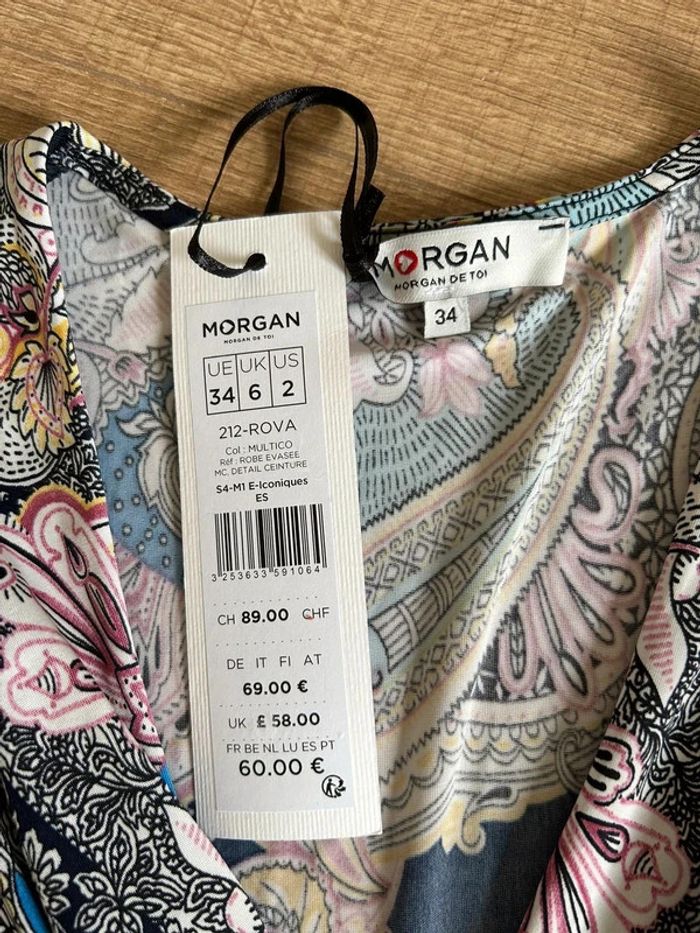 MORGAN
MORGAN DE TOI
34
MORGAN
MORGAN DE TOI
UE UK US
34 6 2
212-ROVA
Col : MULTICO
Réf : ROBE EVASEE
MC, DETAIL CEINTURE
S4-M1 E-Iconiques
ES
3 253633 591064
CH 89.00 CHF
DE IT FI AT
69.00 €
UK £ 58.00
FR BE NL LU ES PT
60.00 €